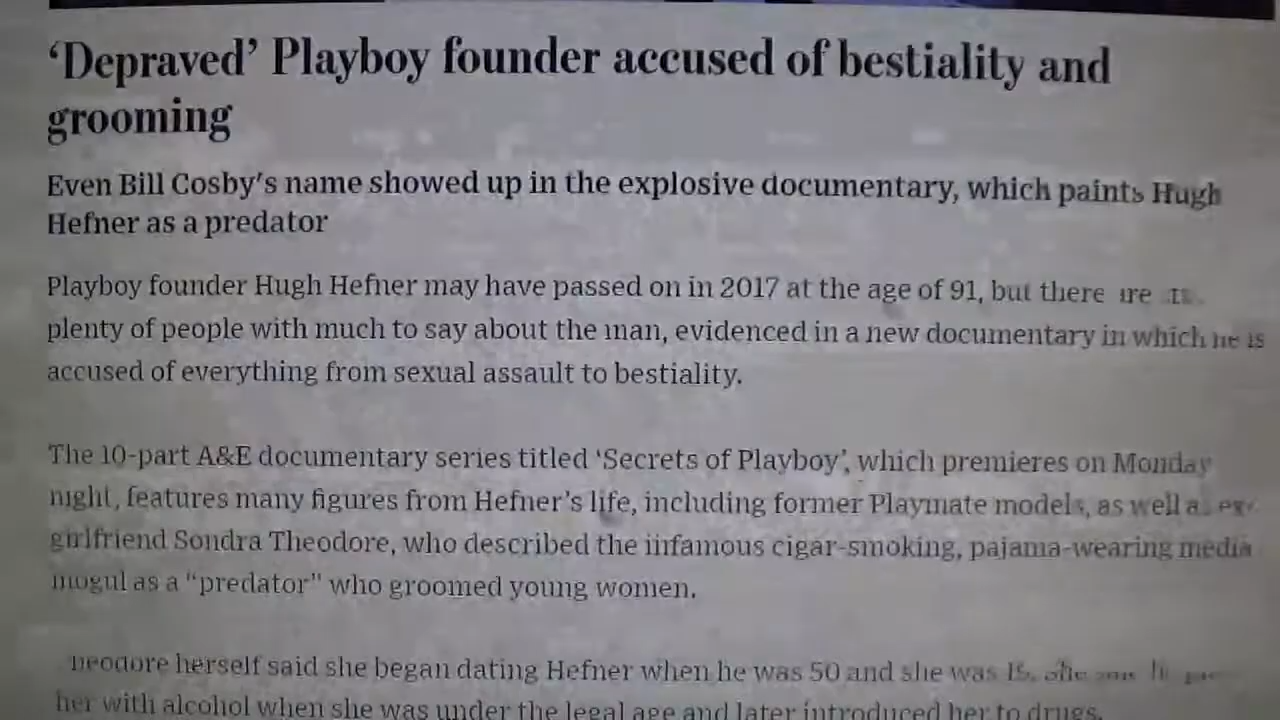 ‘Depraved’ Playboy founder accused of bestiality and
grooming
Even Bill Cosby's name showed up in the explosive documentary, which paints Hugh
Hefner as a predator
Playboy founder Hugh Hefner may have passed on in 2017 at the age of 91, but there are
plenty of people with much to say about the man, evidenced in a new documentary in which he is
accused of everything from sexual assault to bestiality.
The 10-part A&E documentary series titled ‘Secrets of Playboy’, which premieres on Monday
night, features many figures from Hefner’s life, including former Playmate models, as well as ex-
girlfriend Sondra Theodore, who described the infamous cigar-smoking, pajama-wearing media
mogul as a “predator” who groomed young women.
herself said she began dating Hefner when he was 50 and she was
her with alcohol when she was under the legal age and later introduced her to drugs.